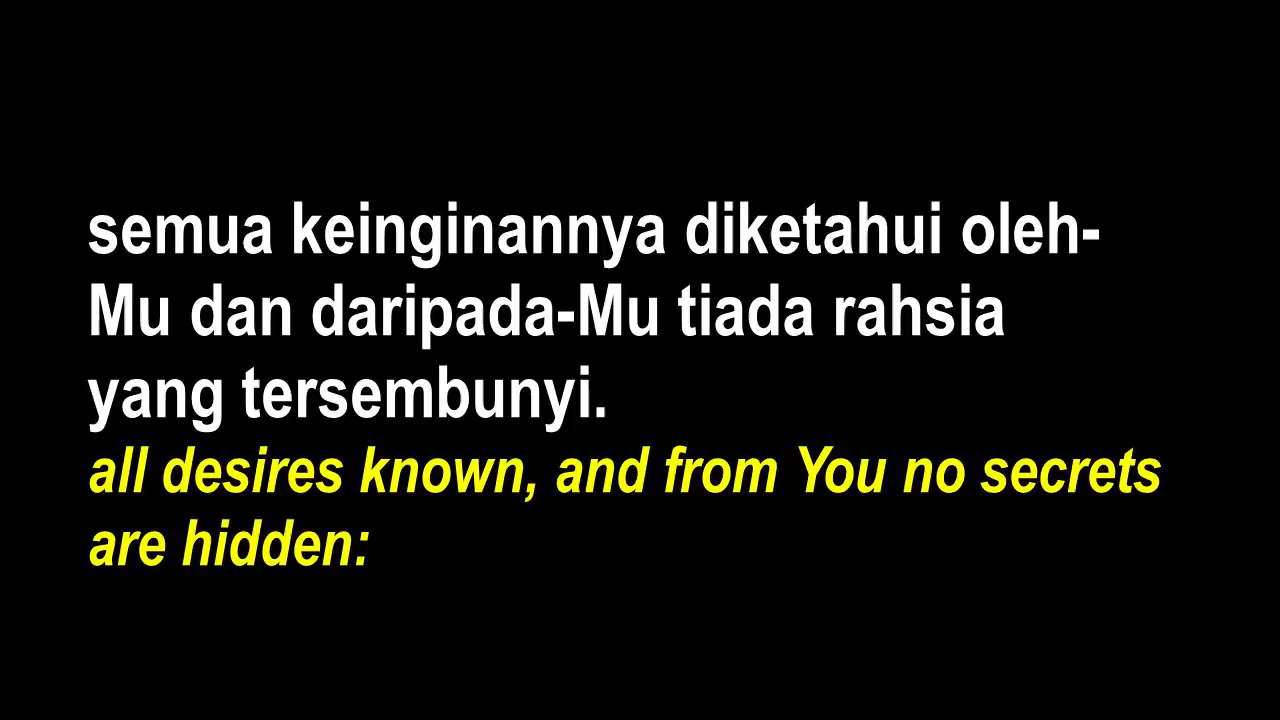 semua keinginannya diketahui oleh-
Mu dan daripada-Mu tiada rahsia
yang tersembunyi.
all desires known, and from You no secrets
are hidden: